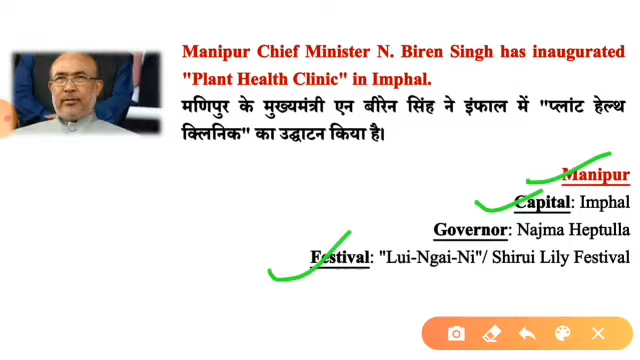 Manipur Chief Minister N. Biren Singh has inaugurated
"Plant Health Clinic" in Imphal.
मणिपुर के मुख्यमंत्री एन बीरेन सिंह ने इंफाल में "प्लांट हेल्थ
क्लिनिक" का उद्घाटन किया है।
Manipur
Capital: Imphal
Governor: Najma Heptulla
Festival: "Lui-Ngai-Ni"/ Shirui Lily Festival